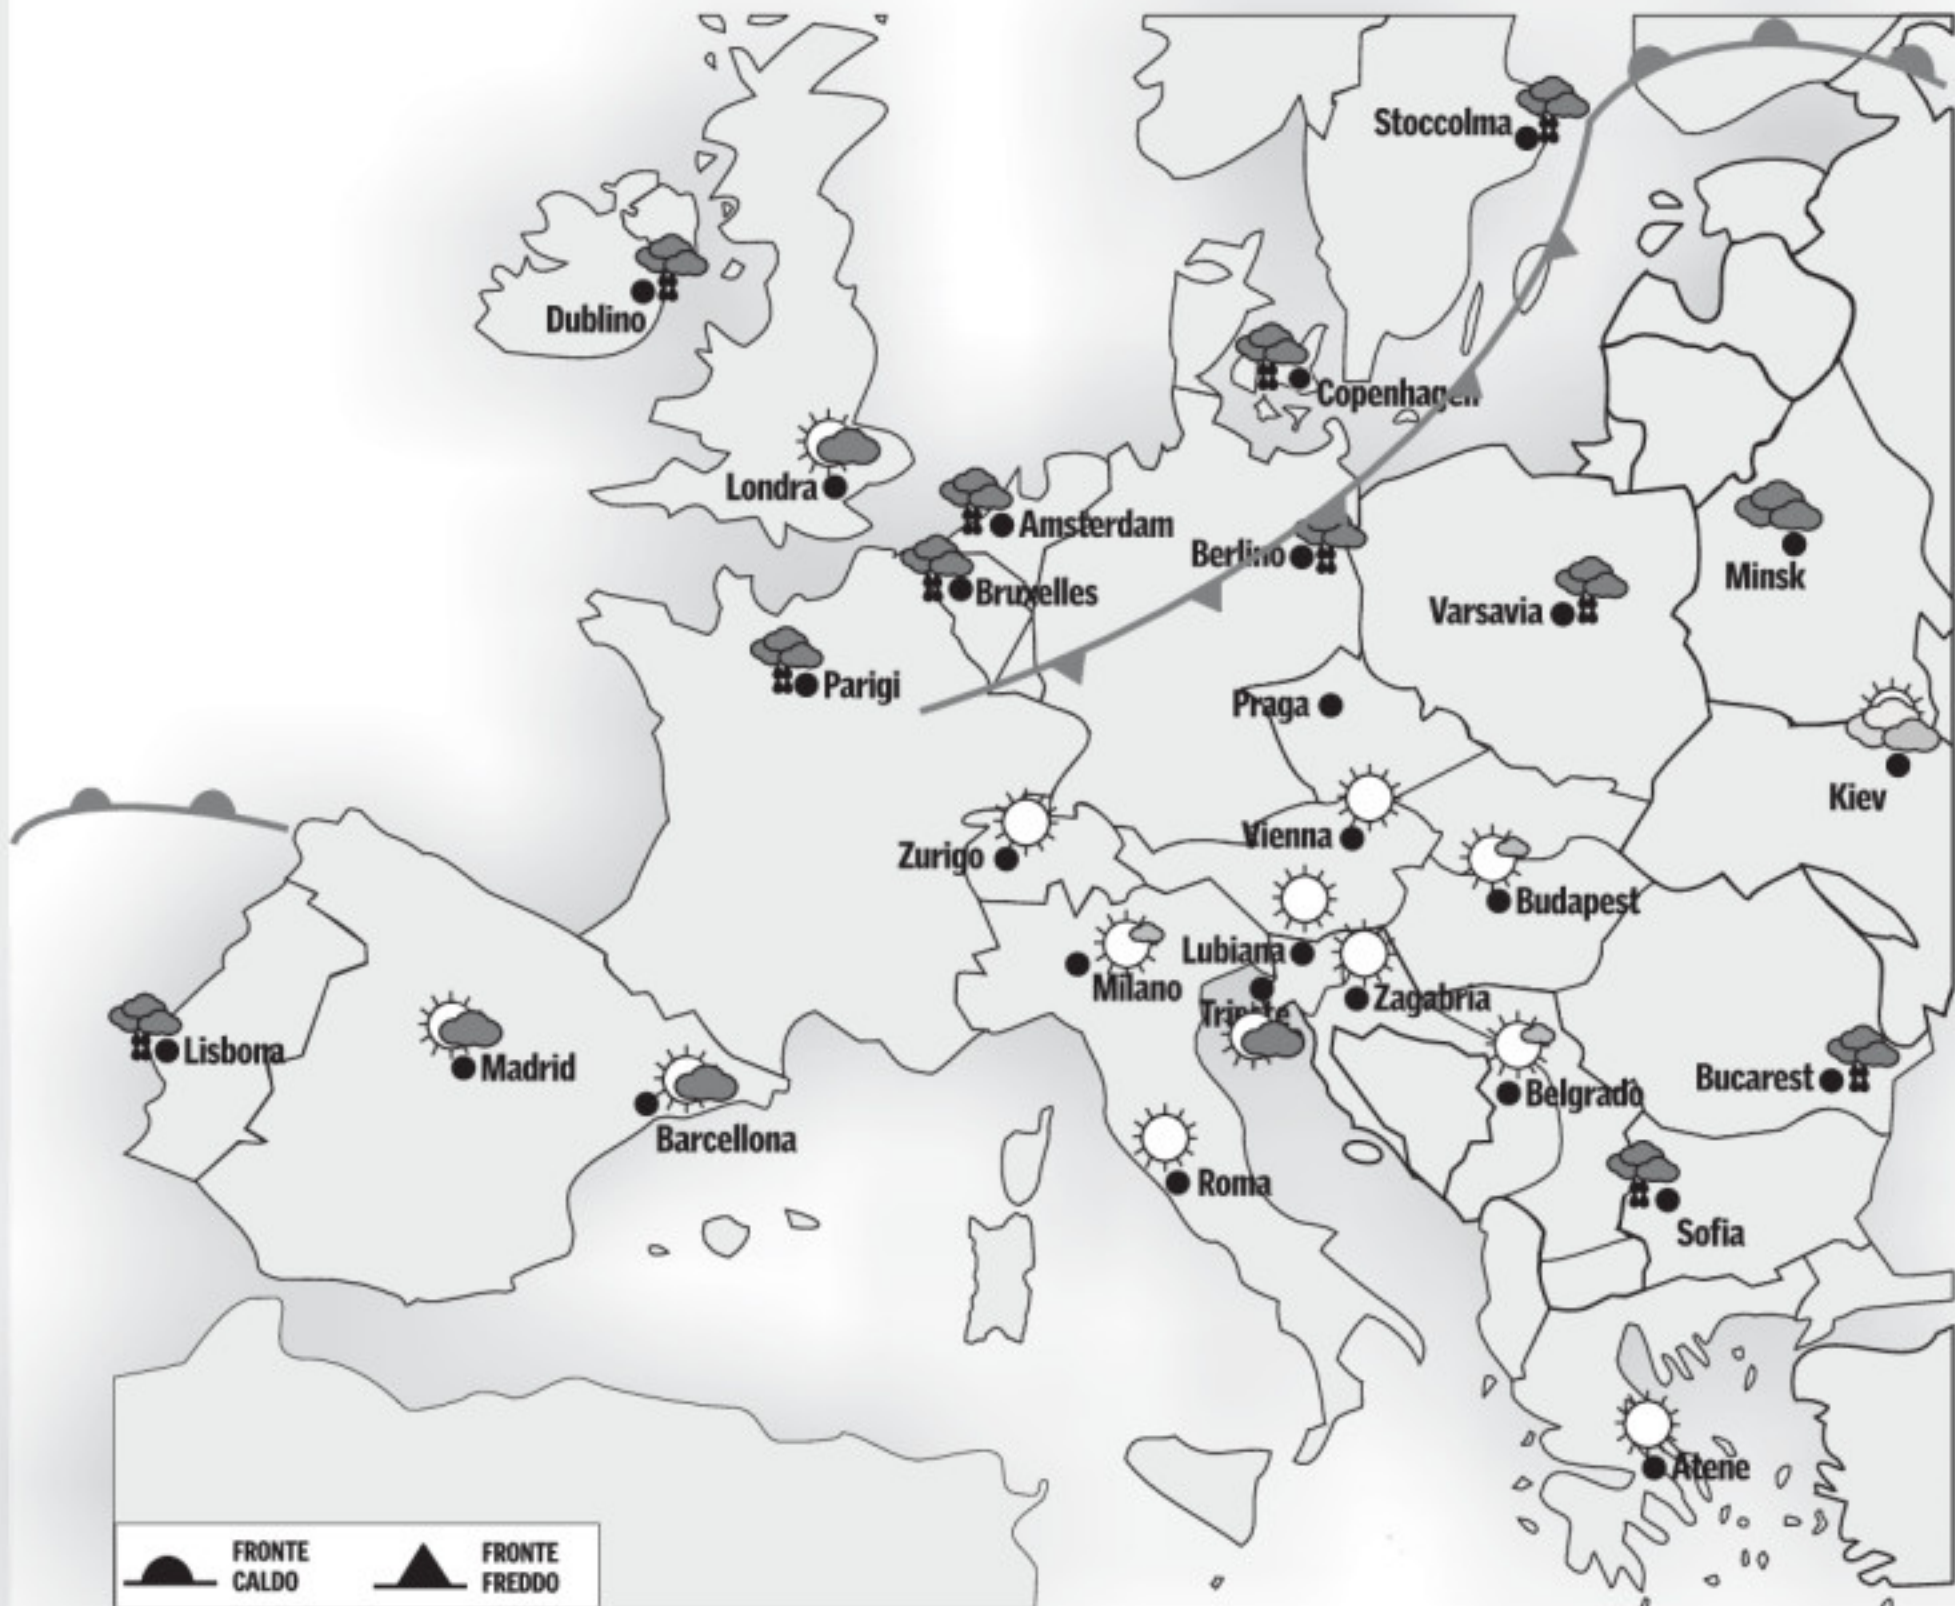 Stoccolma
Dublino
Copenhagen
Londra
Amsterdam
Berlino
Bruxelles
Minsk
Varsavia
Parigi
Praga
Kiev
Vienna
Zurigo
Budapest
Lubiana
Milano
Zagabria
Trieste
Lisbona
Madrid
Bucarest
Belgrado
Barcellona
Roma
Sofia
Atene
FRONTE
CALDO
FRONTE
FREDDO